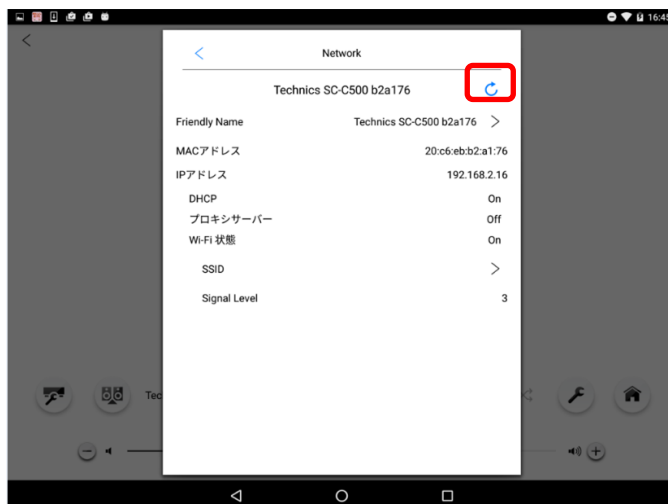 16:45
Network
Technics SC-C500 b2a176
Friendly Name Technics SC-C500 b2a176
MACアドレス 20:c6:eb:b2:a1:76
IPアドレス 192.168.2.16
DHCP On
プロキシサーバー Off
Wi-Fi 状態 On
SSID
Signal Level 3
Tec